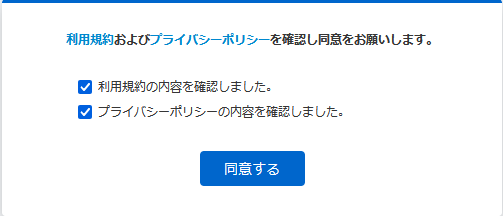 利用規約およびプライバシーポリシーを確認し同意をお願いします。
利用規約の内容を確認しました。
プライバシーポリシーの内容を確認しました。
同意する